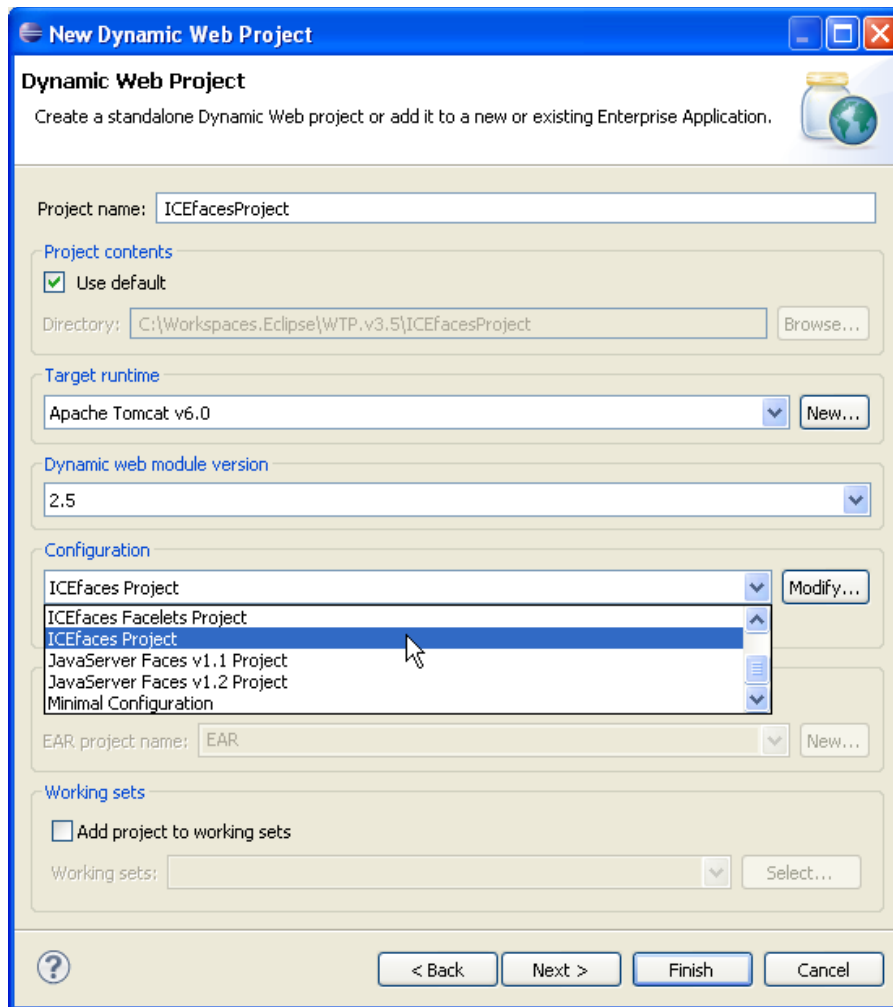 New Dynamic Web Project
Dynamic Web Project
Create a standalone Dynamic Web project or add it to a new or existing Enterprise Application.
Project name: ICEfacesProject
Project contents
Use default
Directory: C:\Workspaces.Eclipse\WTP.v3.5\ICEfacesProject Browse...
Target runtime
Apache Tomcat v6.0 New...
Dynamic web module version
2.5
Configuration
ICEfaces Project Modify...
ICEfaces Facelets Project
ICEfaces Project
JavaServer Faces v1.1 Project
JavaServer Faces v1.2 Project
Minimal Configuration
EAR project name: EAR New...
Working sets
Add project to working sets
Working sets: Select...
? < Back Next > Finish Cancel